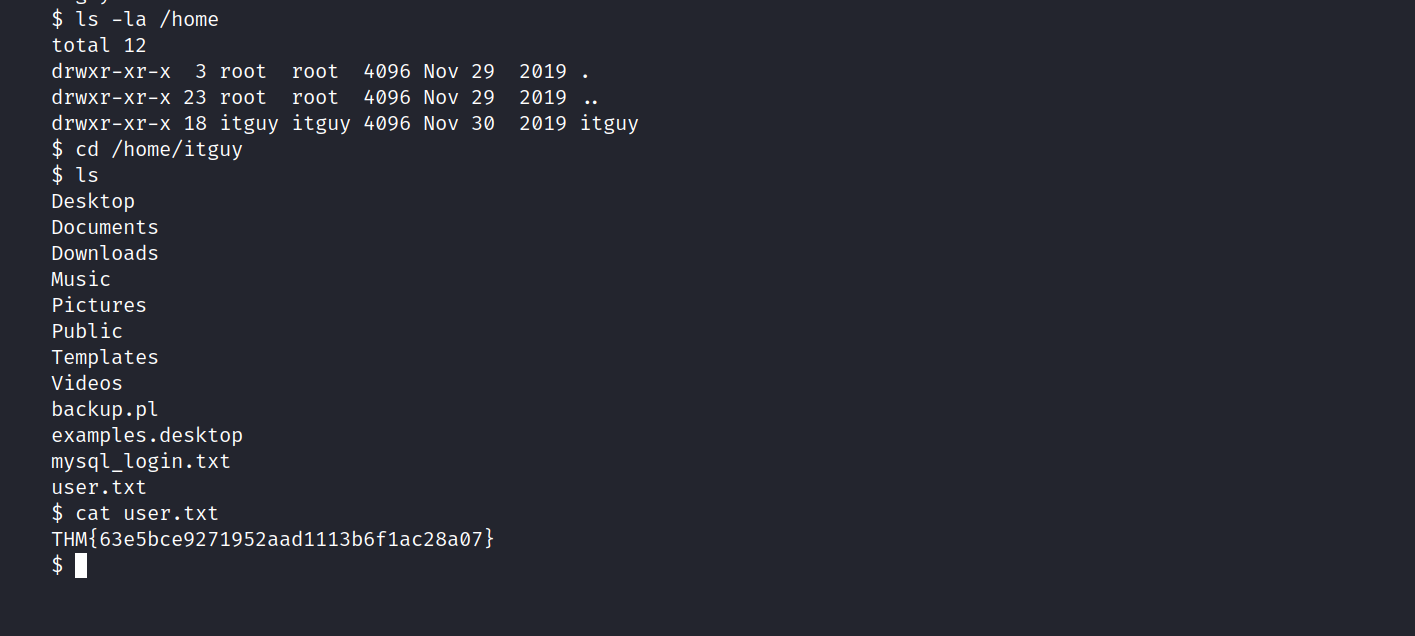 $ ls -la /home
total 12
drwxr-xr-x  3 root  root  4096 Nov 29  2019 .
drwxr-xr-x 23 root  root  4096 Nov 29  2019 ..
drwxr-xr-x 18 itguy itguy 4096 Nov 30  2019 itguy
$ cd /home/itguy
$ ls
Desktop
Documents
Downloads
Music
Pictures
Public
Templates
Videos
backup.pl
examples.desktop
mysql_login.txt
user.txt
$ cat user.txt
THM{63e5bce9271952aad1113b6f1ac28a07}
$